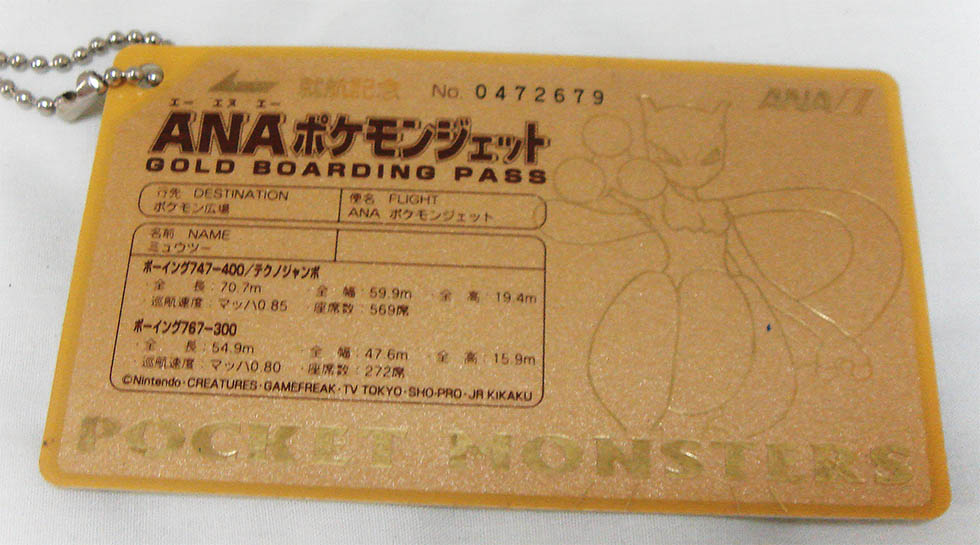 就航記念 No. 0472679 ANA
エー エヌ エー
ANAポケモンジェット
GOLD BOARDING PASS
行先 DESTINATION
ポケモン広場
便名 FLIGHT
ANA ポケモンジェット
名前 NAME
ミュウツー
ボーイング747-400/テクノジャンボ
・全 長:70.7m ・全 幅:59.9m ・全 高:19.4m
・巡航速度:マッハ0.85 ・座席数:569席
ボーイング767-300
・全 長:54.9m ・全 幅:47.6m ・全 高:15.9m
・巡航速度:マッハ0.80 ・座席数:272席
©Nintendo・CREATURES・GAMEFREAK・TV TOKYO・SHO-PRO・JR KIKAKU
POCKET MONSTERS